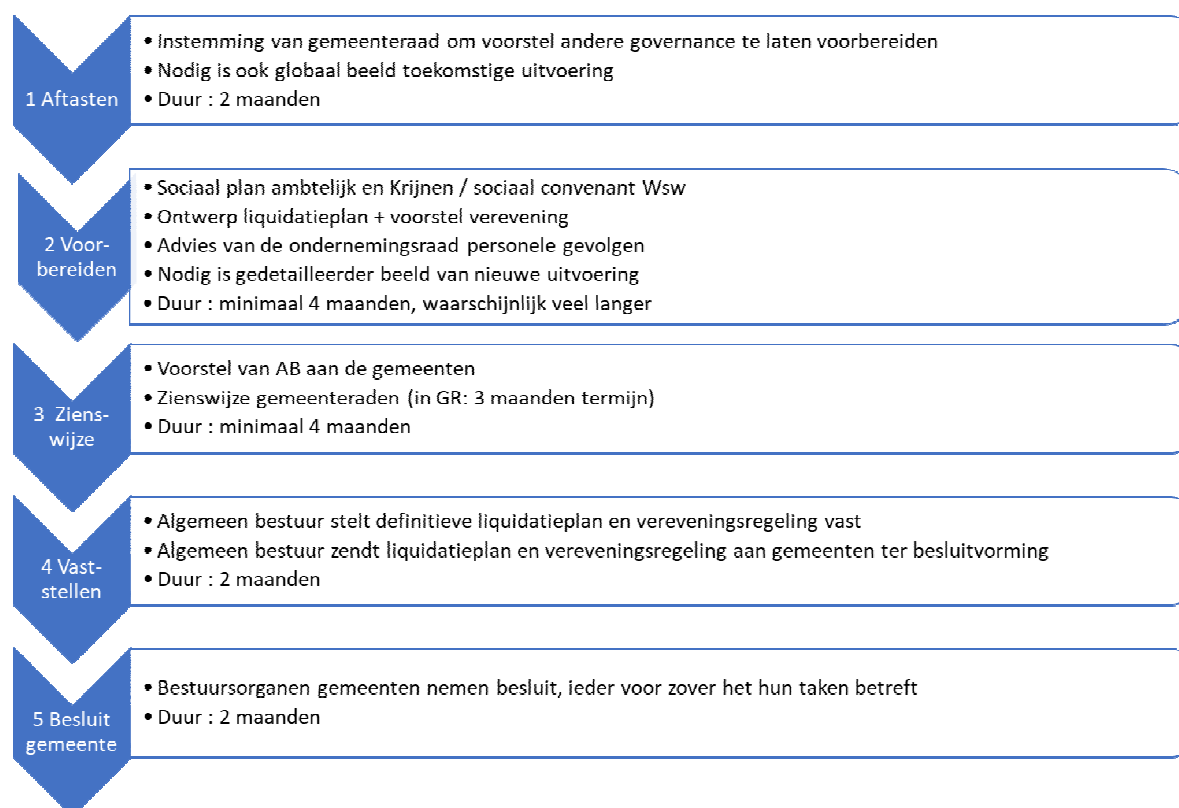 1 Aftasten
• Instemming van gemeenteraad om voorstel andere governance te laten voorbereiden
• Nodig is ook globaal beeld toekomstige uitvoering
• Duur : 2 maanden
2 Voor-
bereiden
• Sociaal plan ambtelijk en Krijnen / sociaal convenant Wsw
• Ontwerp liquidatieplan + voorstel verevening
• Advies van de ondernemingsraad personele gevolgen
• Nodig is gedetailleerder beeld van nieuwe uitvoering
• Duur : minimaal 4 maanden, waarschijnlijk veel langer
3 Ziens-
wijze
• Voorstel van AB aan de gemeenten
• Zienswijze gemeenteraden (in GR: 3 maanden termijn)
• Duur : minimaal 4 maanden
4 Vast-
stellen
• Algemeen bestuur stelt definitieve liquidatieplan en vereveningsregeling vast
• Algemeen bestuur zendt liquidatieplan en vereveningsregeling aan gemeenten ter besluitvorming
• Duur : 2 maanden
5 Besluit
gemeente
• Bestuursorganen gemeenten nemen besluit, ieder voor zover het hun taken betreft
• Duur : 2 maanden